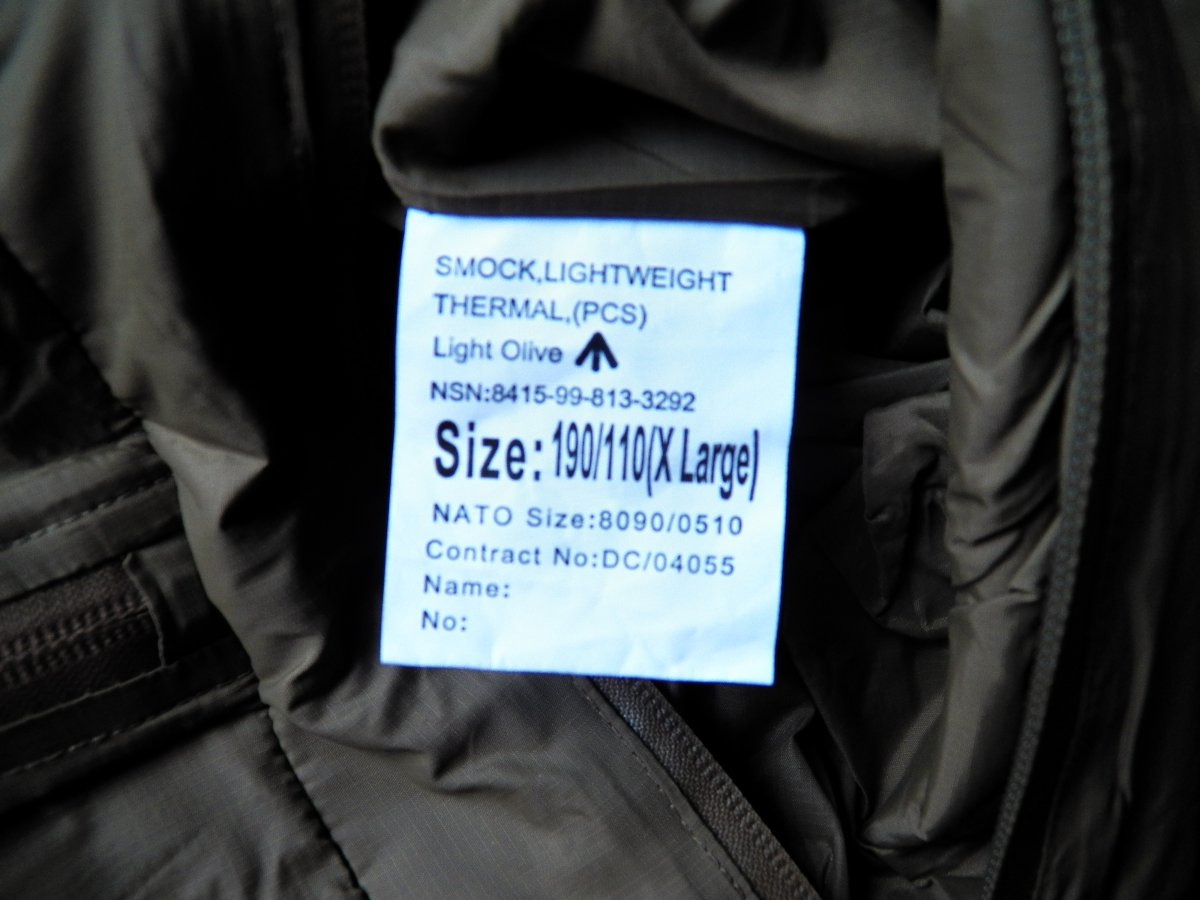 SMOCK,LIGHTWEIGHT
THERMAL,(PCS)
Light Olive
NSN:8415-99-813-3292
Size: 190/110(X Large)
NATO Size:8090/0510
Contract No:DC/04055
Name:
No: